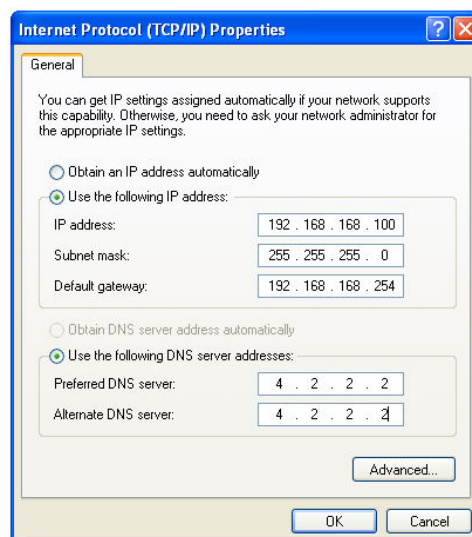 Internet Protocol (TCP/IP) Properties
General
You can get IP settings assigned automatically if your network supports
this capability. Otherwise, you need to ask your network administrator for
the appropriate IP settings.
Obtain an IP address automatically
Use the following IP address:
IP address: 192 . 168 . 168 . 100
Subnet mask: 255 . 255 . 255 . 0
Default gateway: 192 . 168 . 168 . 254
Obtain DNS server address automatically
Use the following DNS server addresses:
Preferred DNS server: 4 . 2 . 2 . 2
Alternate DNS server: 4 . 2 . 2 . 2
Advanced...
OK Cancel